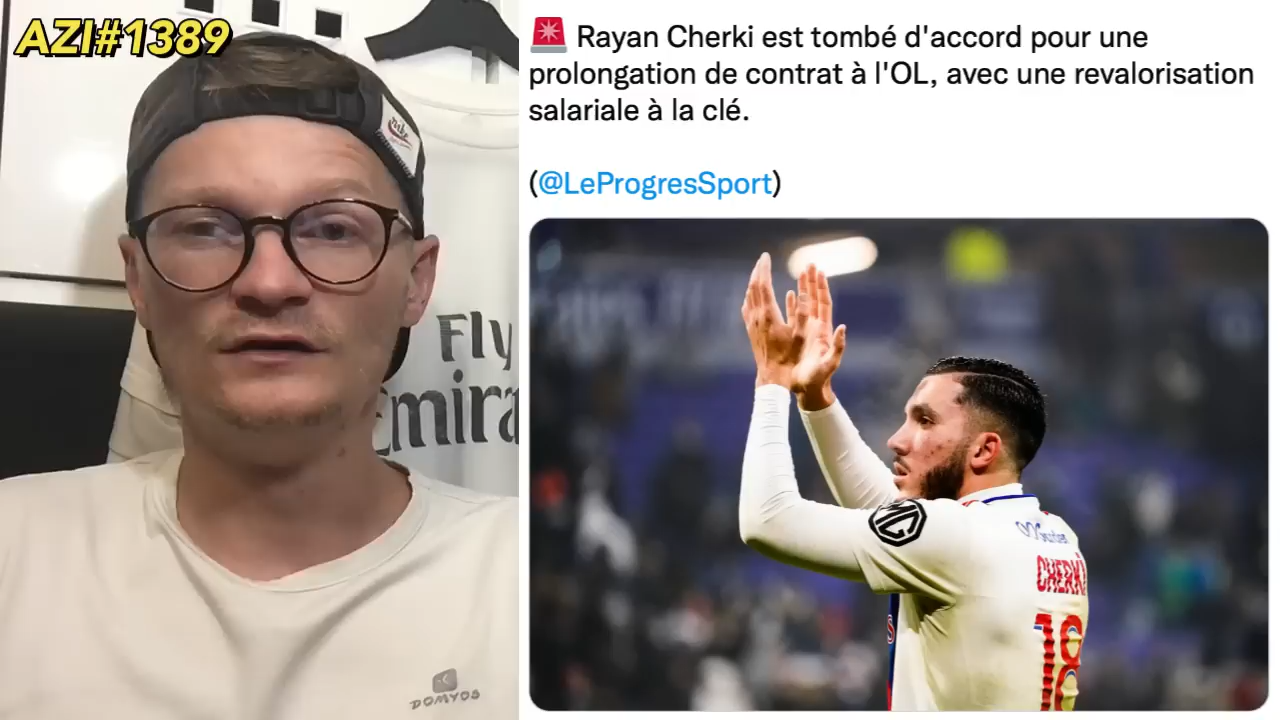 AZI#1389
🚨 Rayan Cherki est tombé d'accord pour une
prolongation de contrat à l'OL, avec une revalorisation
salariale à la clé.
(@LeProgresSport)
Fly
Emira
DOMYOS
MG
CHERKI
18